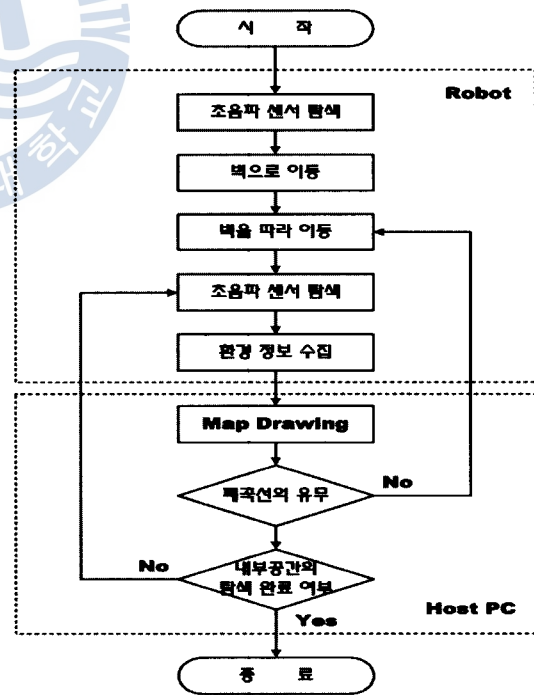 시 작
Robot
초음파 센서 탐색
벽으로 이동
벽을 따라 이동
초음파 센서 탐색
환경 정보 수집
Map Drawing
폐곡선의 유무
No
내부공간의
탐색 완료 여부
No
Yes
Host PC
종 료